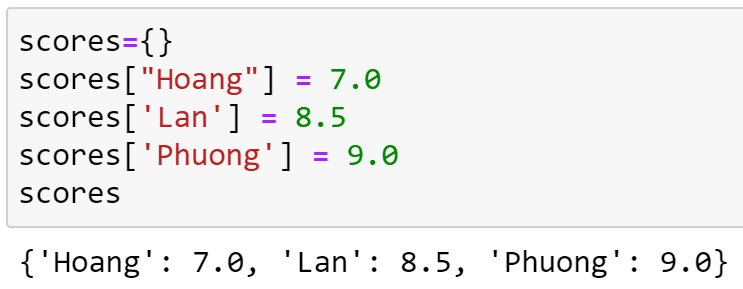 scores={}
scores["Hoang"] = 7.0
scores['Lan'] = 8.5
scores['Phuong'] = 9.0
scores
{'Hoang': 7.0, 'Lan': 8.5, 'Phuong': 9.0}